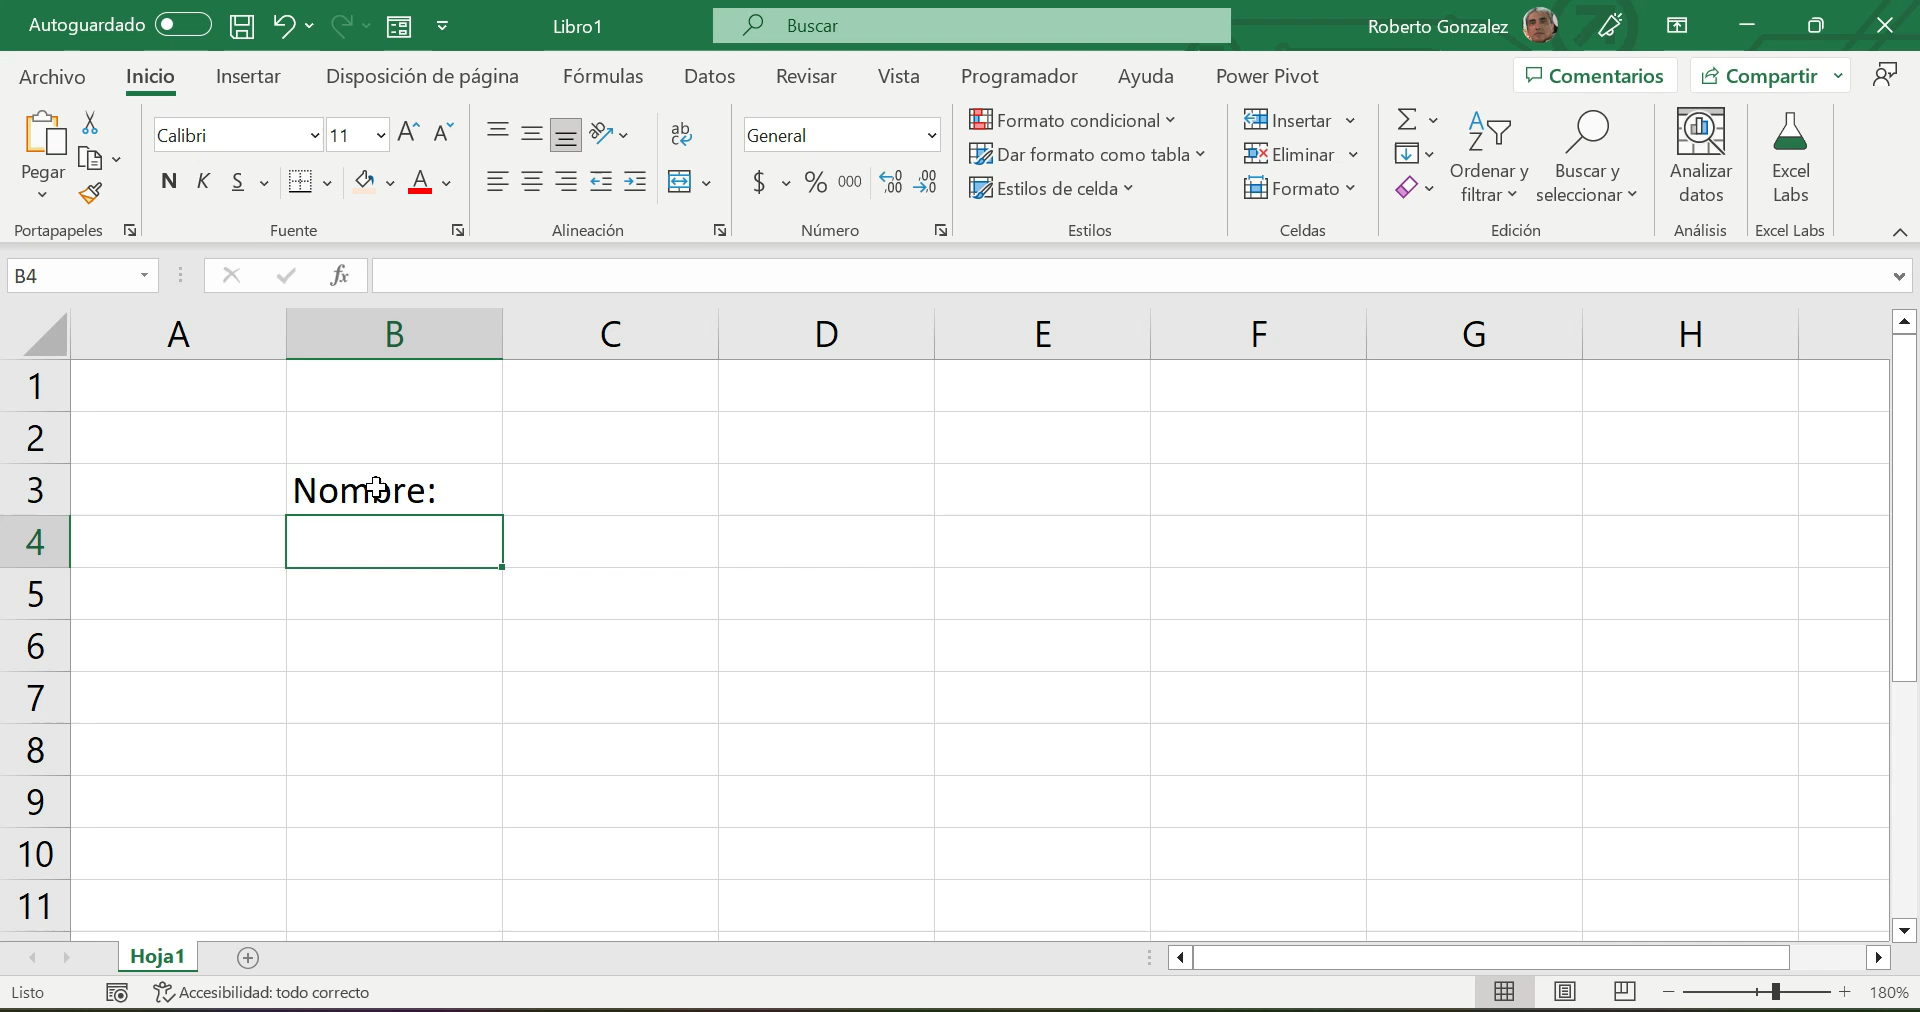 Autoguardado Libro1 Buscar Roberto Gonzalez
Archivo Inicio Insertar Disposición de página Fórmulas Datos Revisar Vista Programador Ayuda Power Pivot Comentarios Compartir
Pegar
Portapapeles
Calibri 11
N K S A
Fuente
ab
Alineación
General
$ % 000
Número
Formato condicional
Dar formato como tabla
Estilos de celda
Estilos
Insertar
Eliminar
Formato
Celdas
Ordenar y
filtrar
Buscar y
seleccionar
Edición
Analizar
datos
Análisis
Excel
Labs
Excel Labs
B4 fx
A B C D E F G H
1
2
3 Nombre:
4
5
6
7
8
9
10
11
Hoja1
Listo Accesibilidad: todo correcto 180%